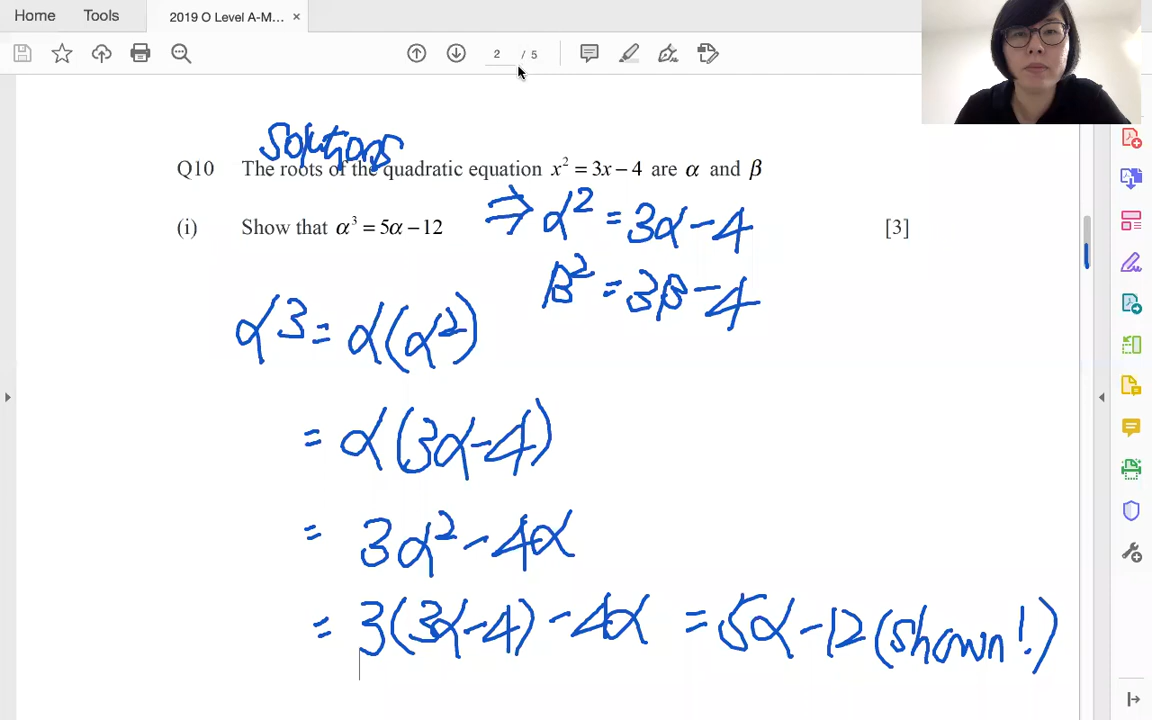 Home Tools 2019 O Level A-M... ×
2 / 5
solutions
Q10 The roots of the quadratic equation x² = 3x − 4 are α and β
(i) Show that α³ = 5α − 12 ⇒ α² = 3α − 4 [3]
β² = 3β − 4
α³ = α(α²)
= α(3α − 4)
= 3α² − 4α
= 3(3α − 4) − 4α = 5α − 12 (shown!)